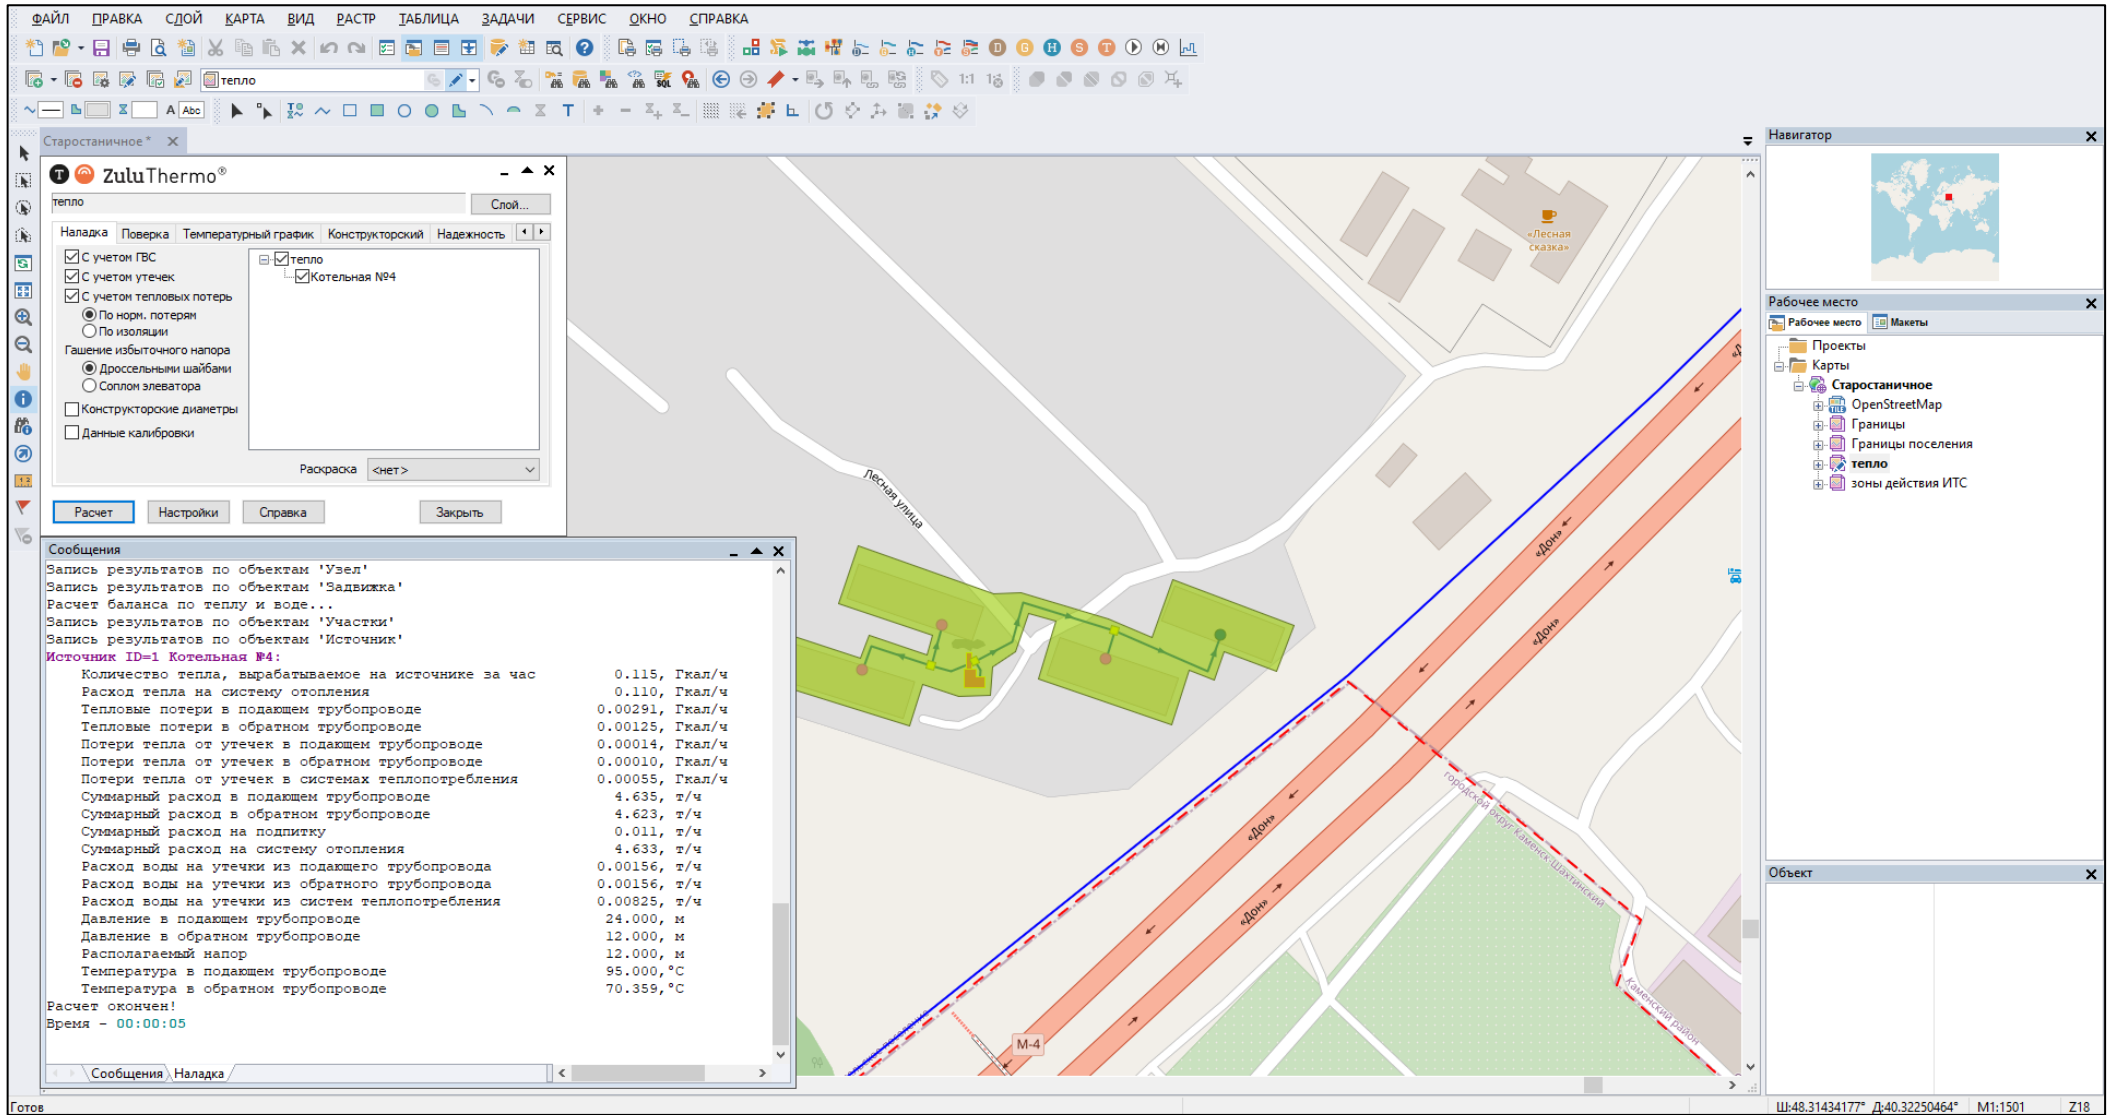 ФАЙЛ ПРАВКА СЛОЙ КАРТА ВИД РАСТР ТАБЛИЦА ЗАДАЧИ СЕРВИС ОКНО СПРАВКА
тепло
SQL
1:1
Abc
Старостаничное *
ZuluThermo®
тепло
Слой...
Наладка Поверка Температурный график Конструкторский Надежность
С учетом ГВС
С учетом утечек
С учетом тепловых потерь
По норм. потерям
По изоляции
Гашение избыточного напора
Дроссельными шайбами
Соплом элеватора
Конструкторские диаметры
Данные калибровки
тепло
Котельная №4
Раскраска <нет>
Расчет Настройки Справка Закрыть
Сообщения
Запись результатов по объектам 'Узел'
Запись результатов по объектам 'Задвижка'
Расчет баланса по теплу и воде...
Запись результатов по объектам 'Участки'
Запись результатов по объектам 'Источник'
Источник ID=1 Котельная №4:
Количество тепла, вырабатываемое на источнике за час 0.115, Гкал/ч
Расход тепла на систему отопления 0.110, Гкал/ч
Тепловые потери в подающем трубопроводе 0.00291, Гкал/ч
Тепловые потери в обратном трубопроводе 0.00125, Гкал/ч
Потери тепла от утечек в подающем трубопроводе 0.00014, Гкал/ч
Потери тепла от утечек в обратном трубопроводе 0.00010, Гкал/ч
Потери тепла от утечек в системах теплопотребления 0.00055, Гкал/ч
Суммарный расход в подающем трубопроводе 4.635, т/ч
Суммарный расход в обратном трубопроводе 4.623, т/ч
Суммарный расход на подпитку 0.011, т/ч
Суммарный расход на систему отопления 4.633, т/ч
Расход воды на утечки из подающего трубопровода 0.00156, т/ч
Расход воды на утечки из обратного трубопровода 0.00156, т/ч
Расход воды на утечки из систем теплопотребления 0.00825, т/ч
Давление в подающем трубопроводе 24.000, м
Давление в обратном трубопроводе 12.000, м
Располагаемый напор 12.000, м
Температура в подающем трубопроводе 95.000,°C
Температура в обратном трубопроводе 70.359,°C
Расчет окончен!
Время - 00:00:05
Сообщения Наладка
Готов
«Лесная
сказка»
Лесная улица
«Дон»
«Дон»
«Дон»
«Дон»
городской округ Каменск-Шахтинский
Каменский район
М-4
Навигатор
Рабочее место
Рабочее место Макеты
Проекты
Карты
Старостаничное
OpenStreetMap
Границы
Границы поселения
тепло
зоны действия ИТС
Объект
Ш:48.31434177° Д:40.32250464° М1:1501 Z18